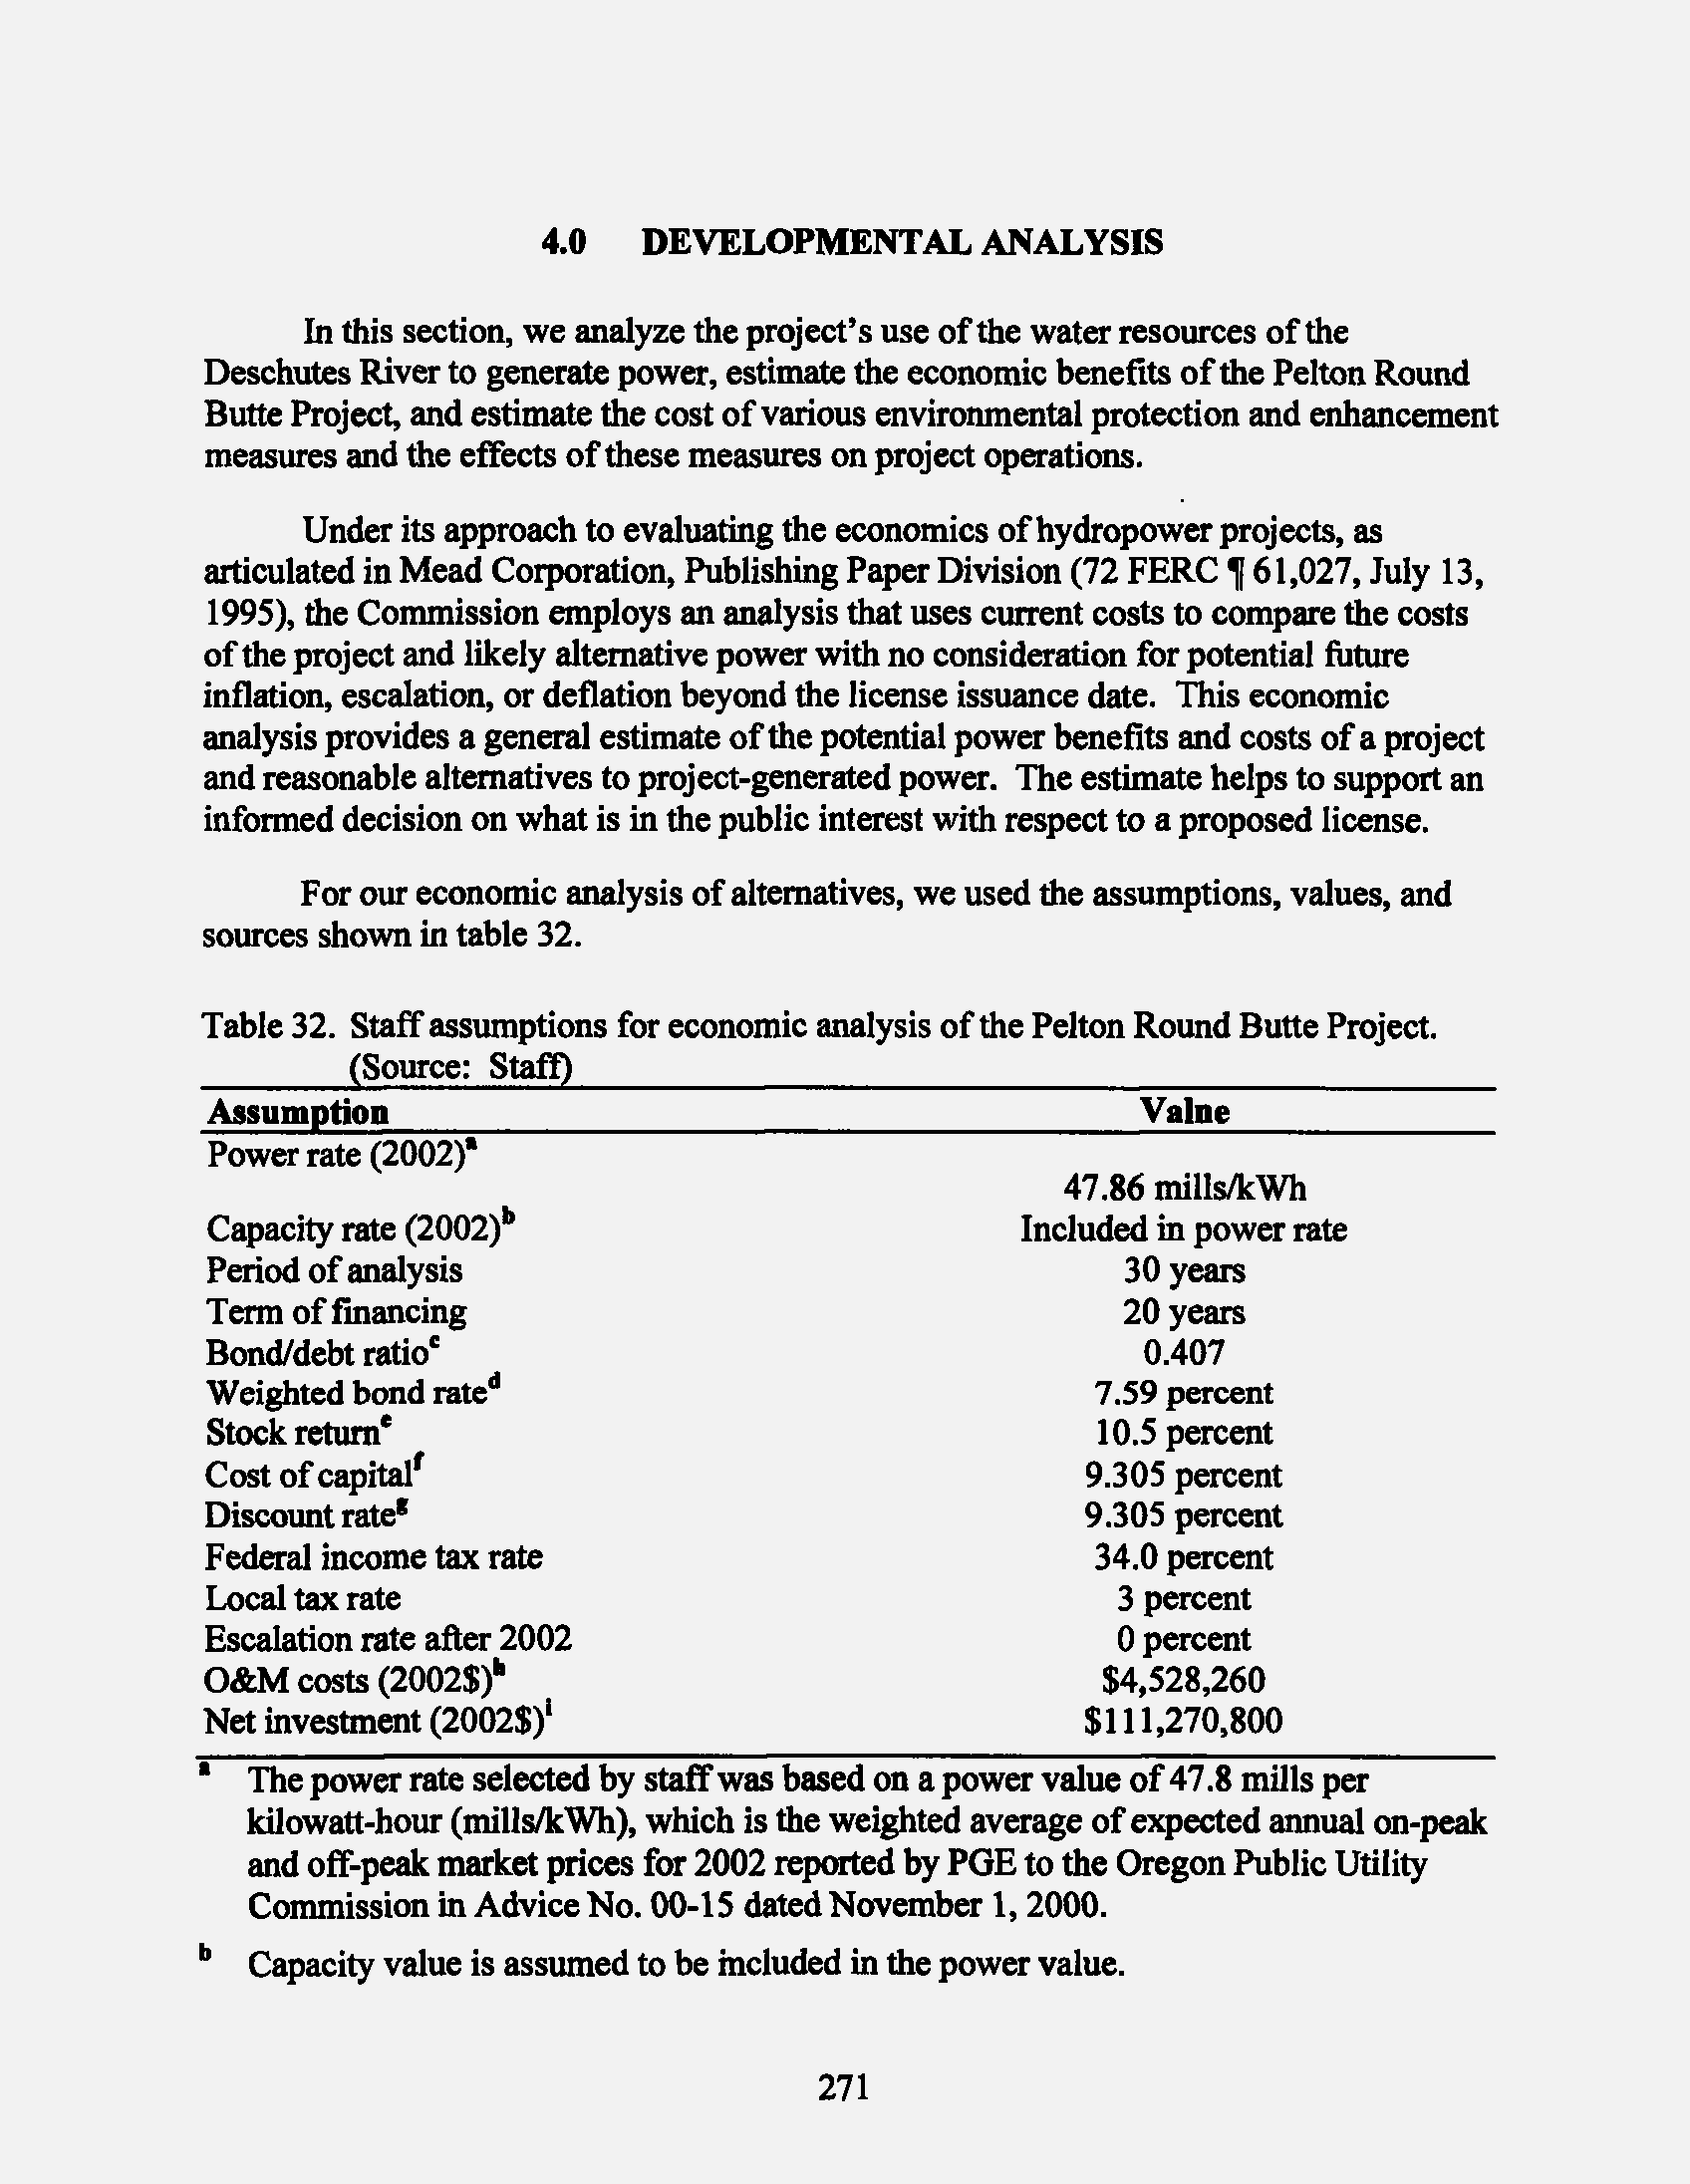 4.0 DEVELOPMENTAL ANALYSIS
In this section, we analyze the project's use of the water resources of the
Deschutes River to generate power, estimate the economic benefits of the Pelton Round
Butte Project, and estimate the cost of various environmental protection and enhancement
measures and the effects of these measures on project operations.
Under its approach to evaluating the economics of hydropower projects, as
articulated in Mead Corporation, Publishing Paper Division (72 FERC ¶ 61,027, July 13,
1995), the Commission employs an analysis that uses current costs to compare the costs
of the project and likely alternative power with no consideration for potential future
inflation, escalation, or deflation beyond the license issuance date. This economic
analysis provides a general estimate of the potential power benefits and costs of a project
and reasonable alternatives to project-generated power. The estimate helps to support an
informed decision on what is in the public interest with respect to a proposed license.
For our economic analysis of alternatives, we used the assumptions, values, and
sources shown in table 32.
Table 32. Staff assumptions for economic analysis of the Pelton Round Butte Project.
(Source: Staff)
Assumption Value
Power rate (2002)a
47.86 mills/kWh
Capacity rate (2002)b Included in power rate
Period of analysis 30 years
Term of financing 20 years
Bond/debt ratioc 0.407
Weighted bond rated 7.59 percent
Stock returne 10.5 percent
Cost of capitalf 9.305 percent
Discount rateg 9.305 percent
Federal income tax rate 34.0 percent
Local tax rate 3 percent
Escalation rate after 2002 0 percent
O&M costs (2002$)h $4,528,260
Net investment (2002$)i $111,270,800
a The power rate selected by staff was based on a power value of 47.8 mills per
kilowatt-hour (mills/kWh), which is the weighted average of expected annual on-peak
and off-peak market prices for 2002 reported by PGE to the Oregon Public Utility
Commission in Advice No. 00-15 dated November 1, 2000.
b Capacity value is assumed to be included in the power value.
271